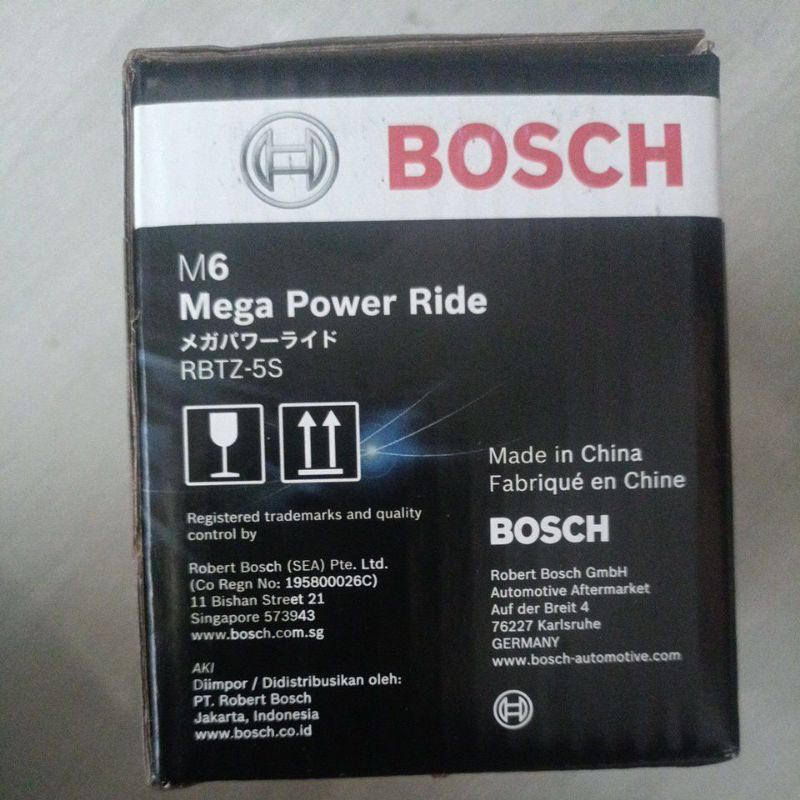 BOSCH
M6
Mega Power Ride
メガパワーライド
RBTZ-5S
Registered trademarks and quality
control by
Robert Bosch (SEA) Pte. Ltd.
(Co Regn No: 195800026C)
11 Bishan Street 21
Singapore 573943
www.bosch.com.sg
AKI
Diimpor / Didistribusikan oleh:
PT. Robert Bosch
Jakarta, Indonesia
www.bosch.co.id
Made in China
Fabriqué en Chine
BOSCH
Robert Bosch GmbH
Automotive Aftermarket
Auf der Breit 4
76227 Karlsruhe
GERMANY
www.bosch-automotive.com